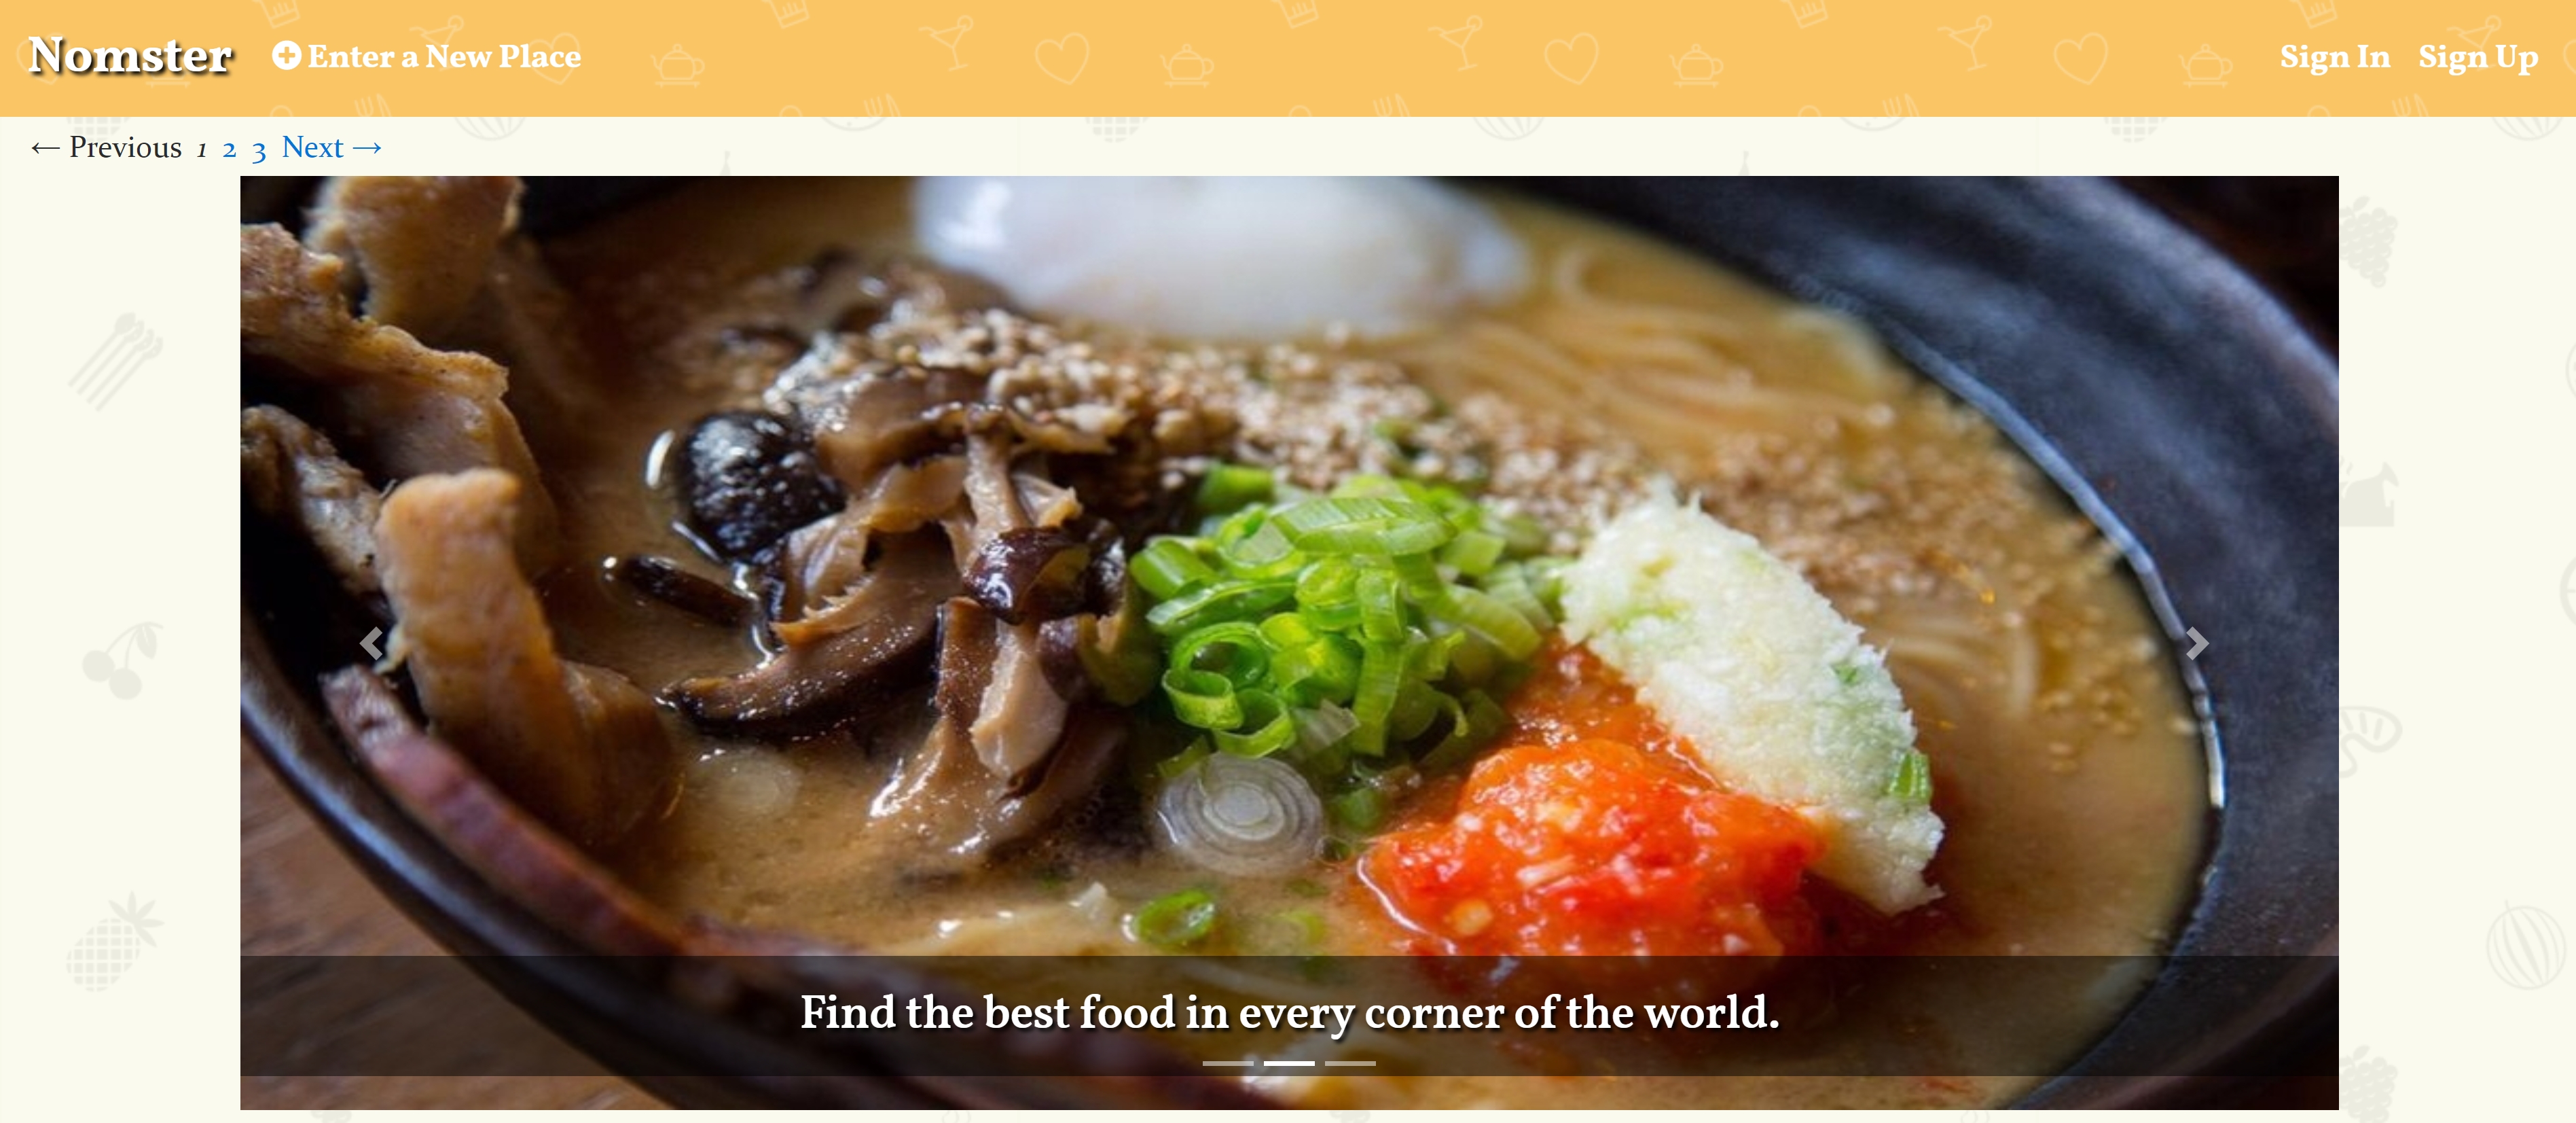 Nomster Enter a New Place Sign In Sign Up
← Previous 1 2 3 Next →
Find the best food in every corner of the world.